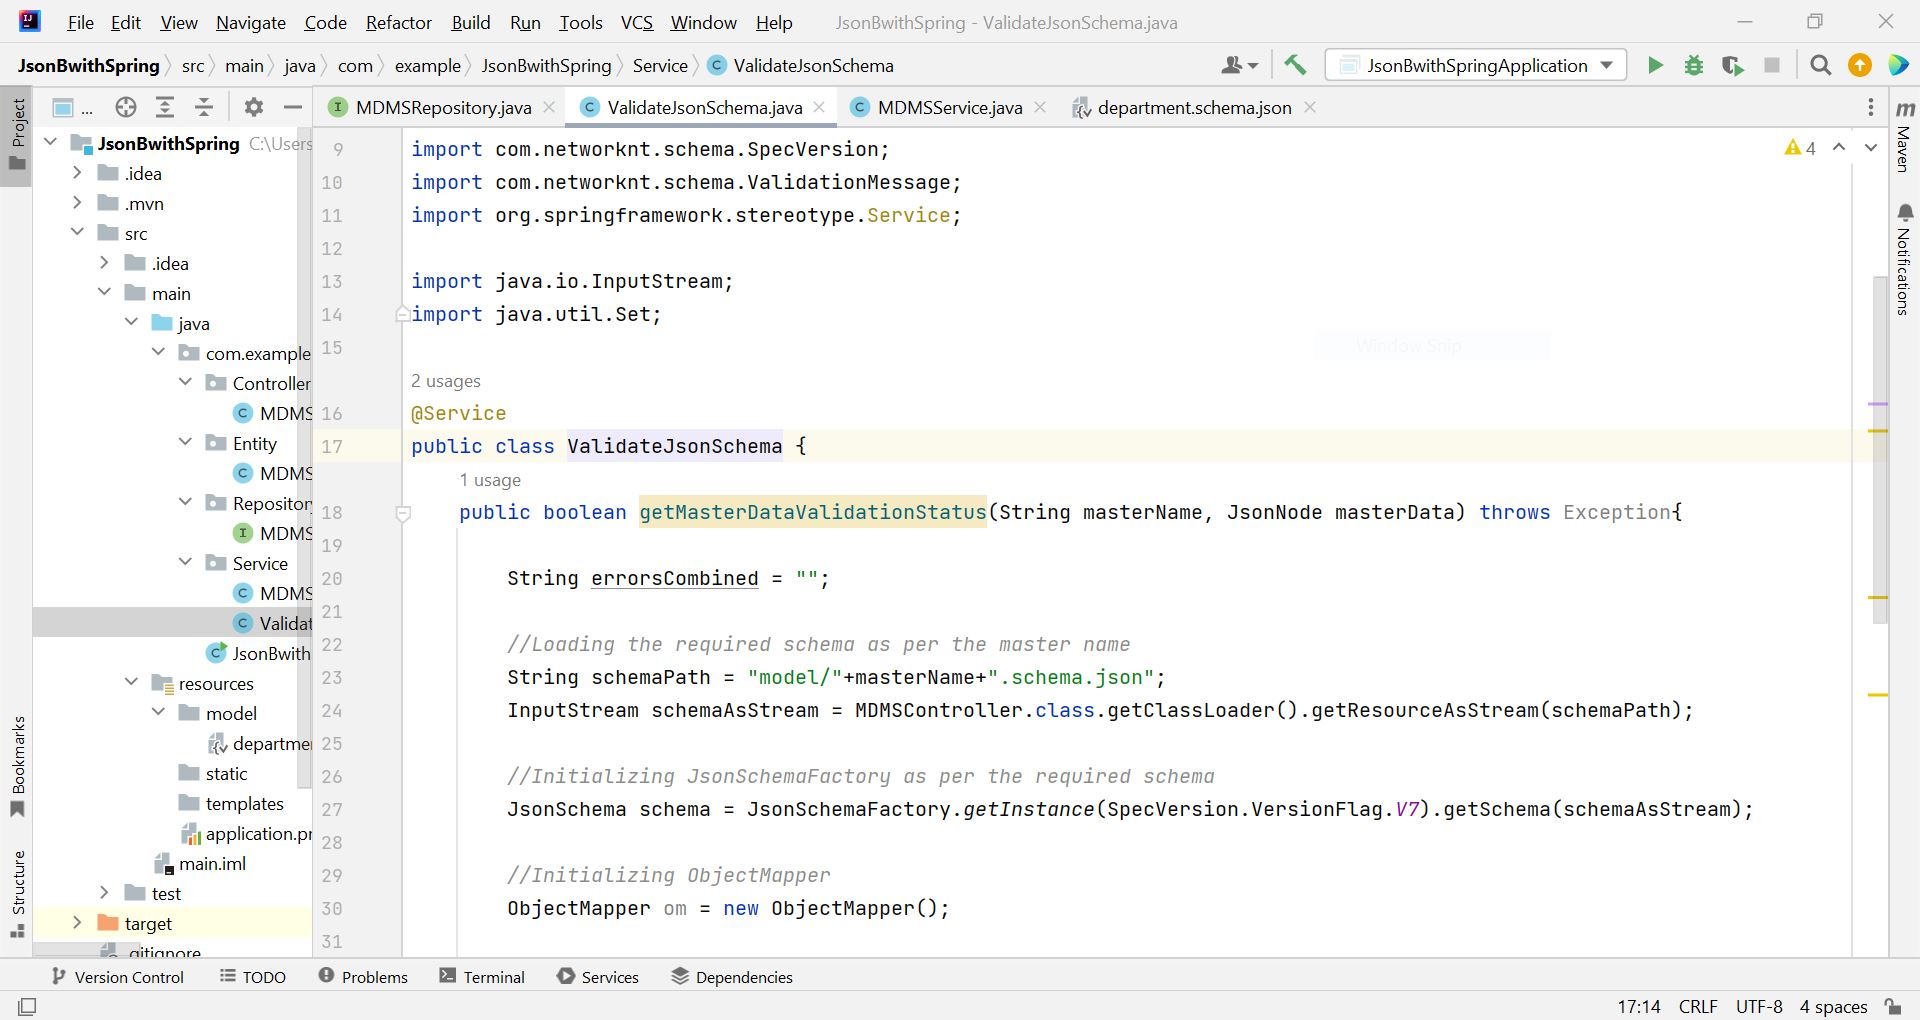 File Edit View Navigate Code Refactor Build Run Tools VCS Window Help JsonBwithSpring - ValidateJsonSchema.java
JsonBwithSpring src main java com example JsonBwithSpring Service ValidateJsonSchema JsonBwithSpringApplication
Project
...
MDMSRepository.java ValidateJsonSchema.java MDMSService.java department.schema.json
JsonBwithSpring C:\Users
.idea
.mvn
src
.idea
main
java
com.example
Controller
MDMS
Entity
MDMS
Repository
MDMS
Service
MDMS
Validat
JsonBwith
resources
model
departme
static
templates
application.pr
main.iml
test
target
.gitignore
Bookmarks
Structure
4
9 import com.networknt.schema.SpecVersion;
10 import com.networknt.schema.ValidationMessage;
11 import org.springframework.stereotype.Service;
12
13 import java.io.InputStream;
14 import java.util.Set;
15
Window Snip
2 usages
16 @Service
17 public class ValidateJsonSchema {
1 usage
18 public boolean getMasterDataValidationStatus(String masterName, JsonNode masterData) throws Exception{
19
20 String errorsCombined = "";
21
22 //Loading the required schema as per the master name
23 String schemaPath = "model/"+masterName+".schema.json";
24 InputStream schemaAsStream = MDMSController.class.getClassLoader().getResourceAsStream(schemaPath);
25
26 //Initializing JsonSchemaFactory as per the required schema
27 JsonSchema schema = JsonSchemaFactory.getInstance(SpecVersion.VersionFlag.V7).getSchema(schemaAsStream);
28
29 //Initializing ObjectMapper
30 ObjectMapper om = new ObjectMapper();
31
m Maven
Notifications
Version Control TODO Problems Terminal Services Dependencies
17:14 CRLF UTF-8 4 spaces